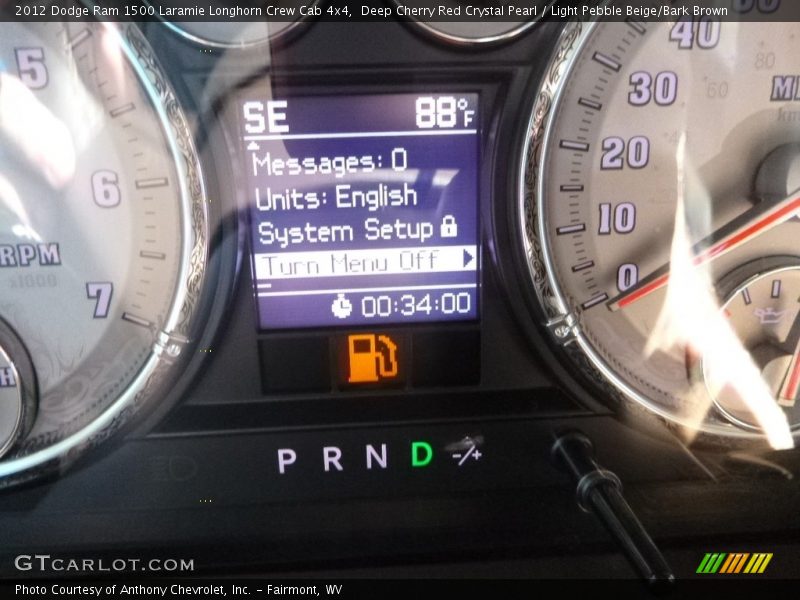 2012 Dodge Ram 1500 Laramie Longhorn Crew Cab 4x4, Deep Cherry Red Crystal Pearl / Light Pebble Beige/Bark Brown
SE 88°F
Messages: 0
Units: English
System Setup
Turn Menu Off
00:34:00
5
6
7
RPM
x1000
H
40
30
20
10
0
60
80
P R N D -/+
GTCARLOT.COM
Photo Courtesy of Anthony Chevrolet, Inc. – Fairmont, WV